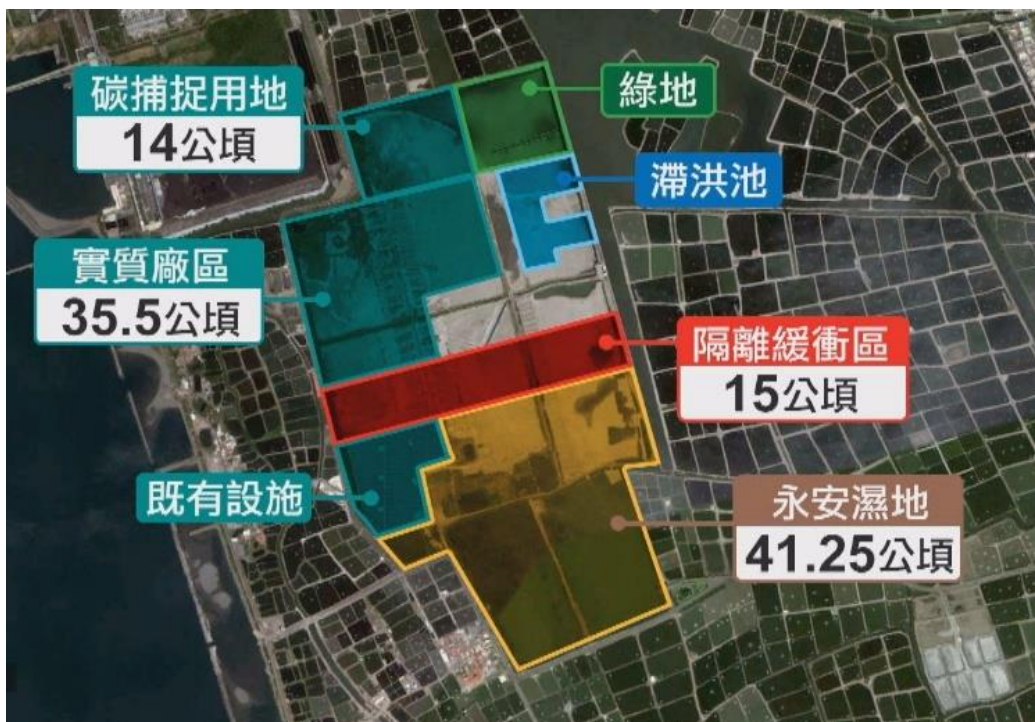 碳捕捉用地
14公頃
綠地
滯洪池
實質廠區
35.5公頃
隔離緩衝區
15公頃
既有設施
永安濕地
41.25公頃